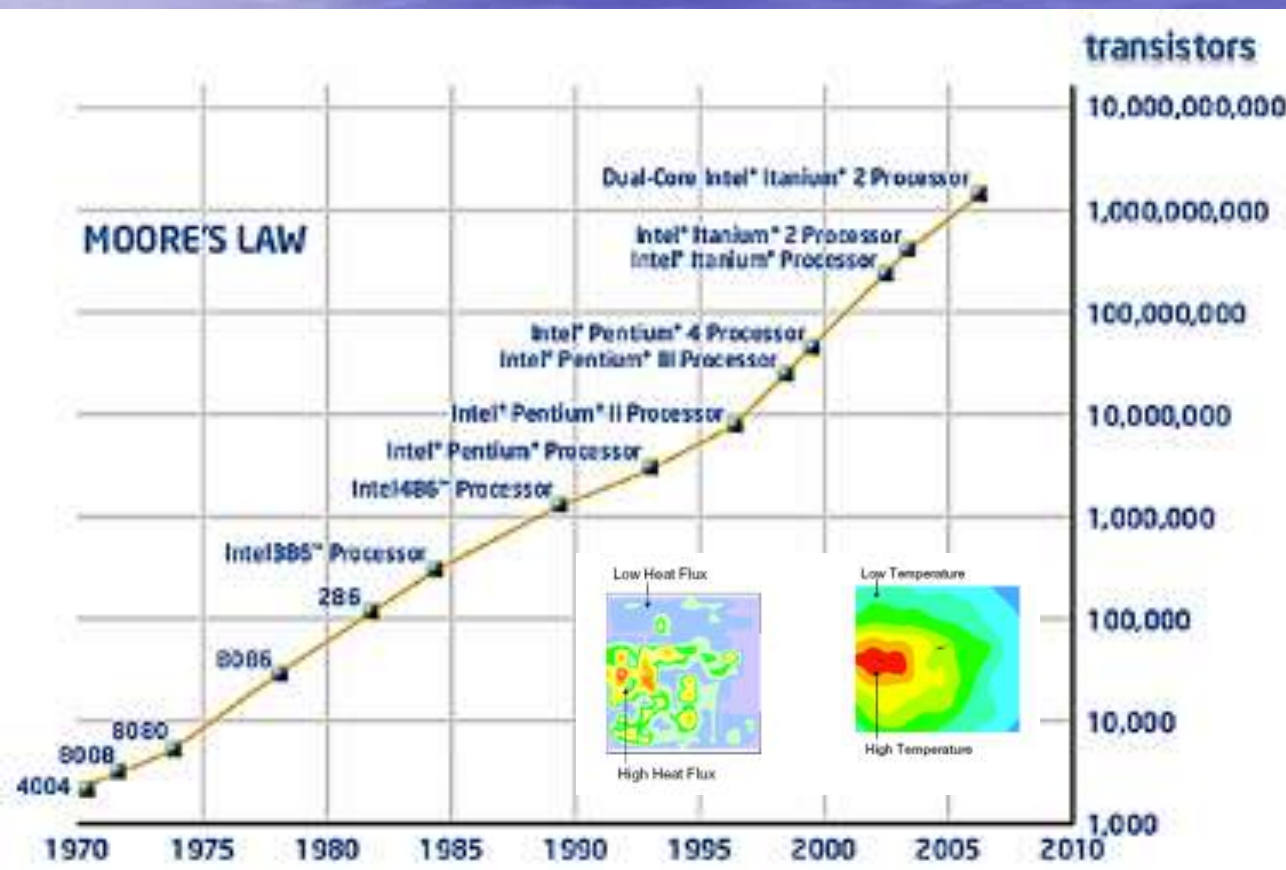 transistors
10,000,000,000
Dual-Core Intel® Itanium® 2 Processor
1,000,000,000
MOORE'S LAW
Intel® Itanium® 2 Processor
Intel® Itanium® Processor
100,000,000
Intel® Pentium® 4 Processor
Intel® Pentium® III Processor
Intel® Pentium® II Processor
10,000,000
Intel® Pentium® Processor
Intel486™ Processor
1,000,000
Intel386™ Processor
Low Heat Flux
Low Temperature
286
100,000
8086
10,000
8080
High Temperature
8008
High Heat Flux
4004
1,000
1970 1975 1980 1985 1990 1995 2000 2005 2010